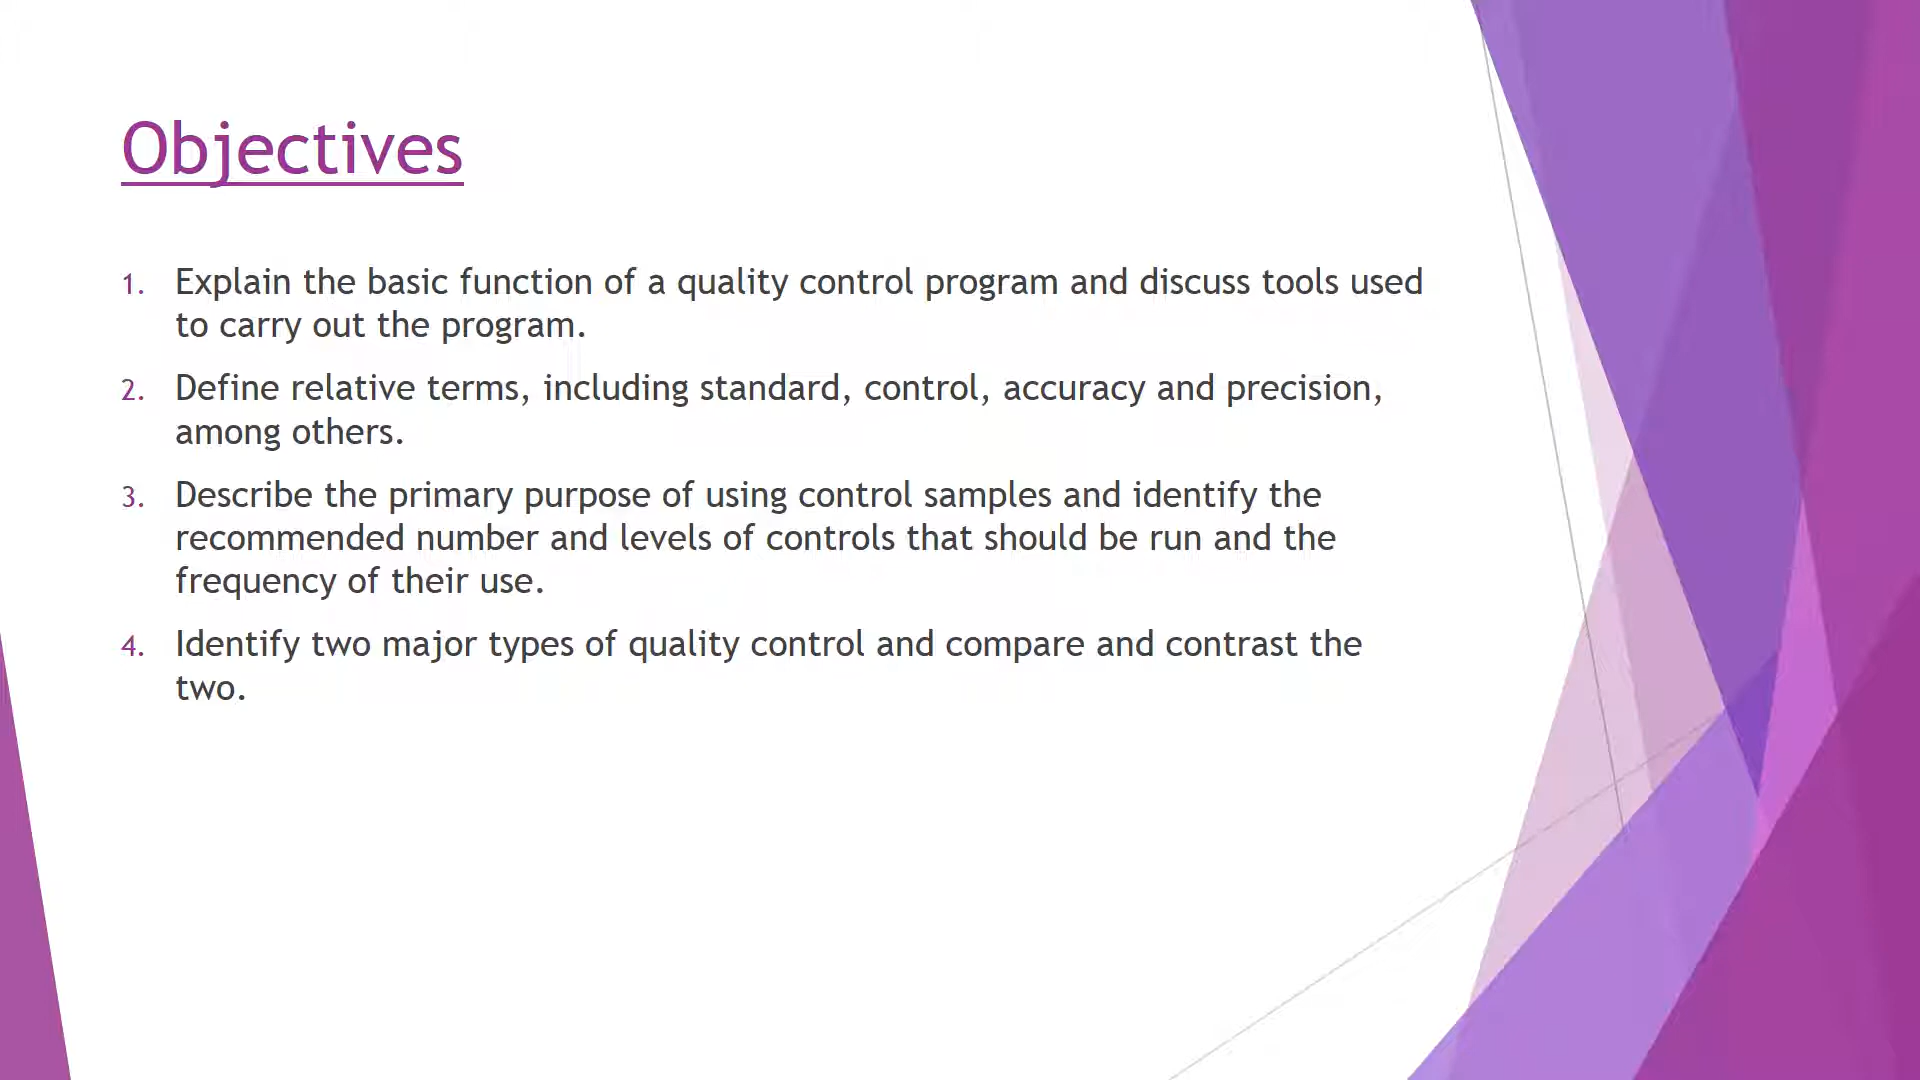 Objectives
1. Explain the basic function of a quality control program and discuss tools used
to carry out the program.
2. Define relative terms, including standard, control, accuracy and precision,
among others.
3. Describe the primary purpose of using control samples and identify the
recommended number and levels of controls that should be run and the
frequency of their use.
4. Identify two major types of quality control and compare and contrast the
two.